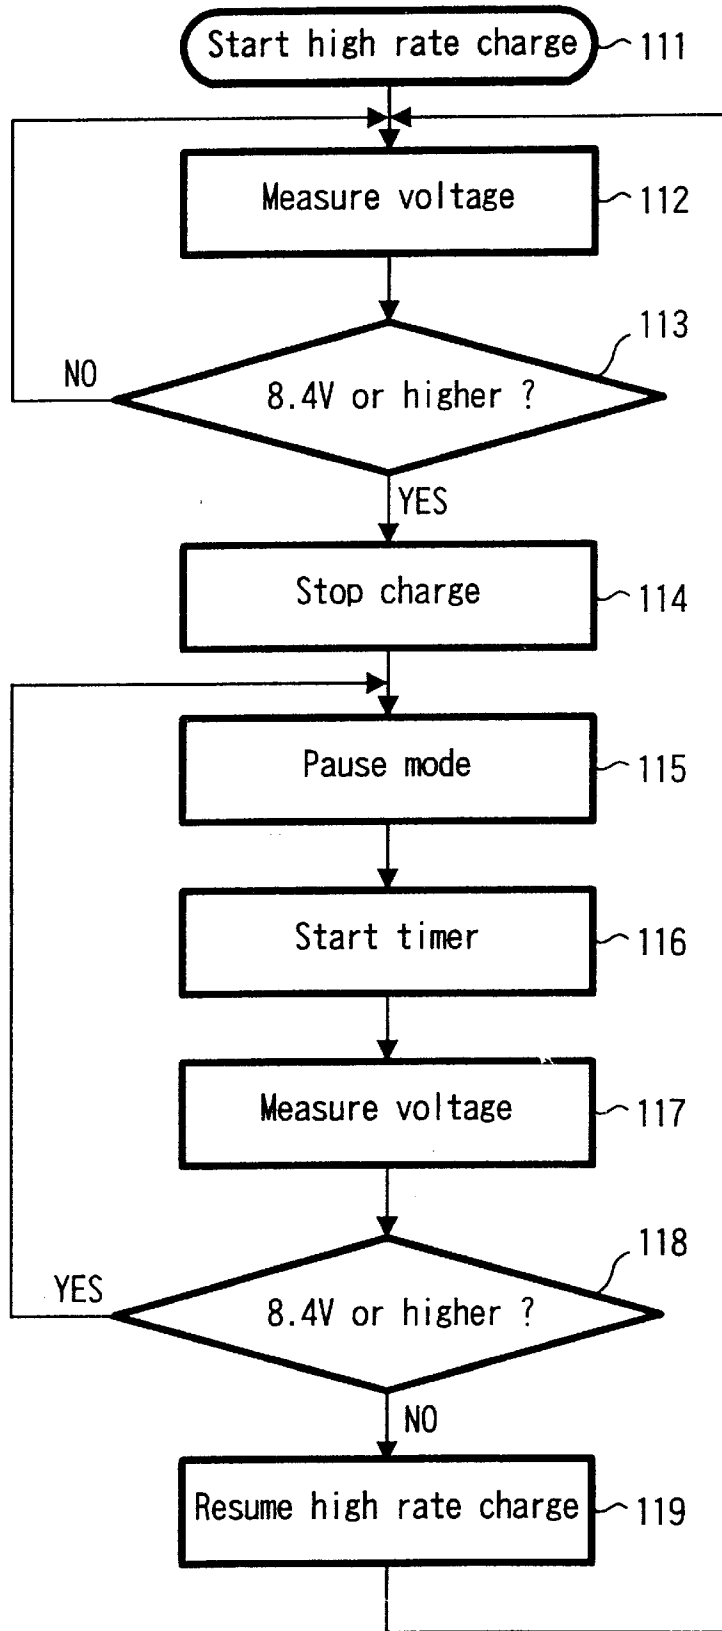 Start high rate charge 111
Measure voltage 112
113
8.4V or higher ?
NO
YES
Stop charge 114
Pause mode 115
Start timer 116
Measure voltage 117
118
YES
8.4V or higher ?
NO
Resume high rate charge 119